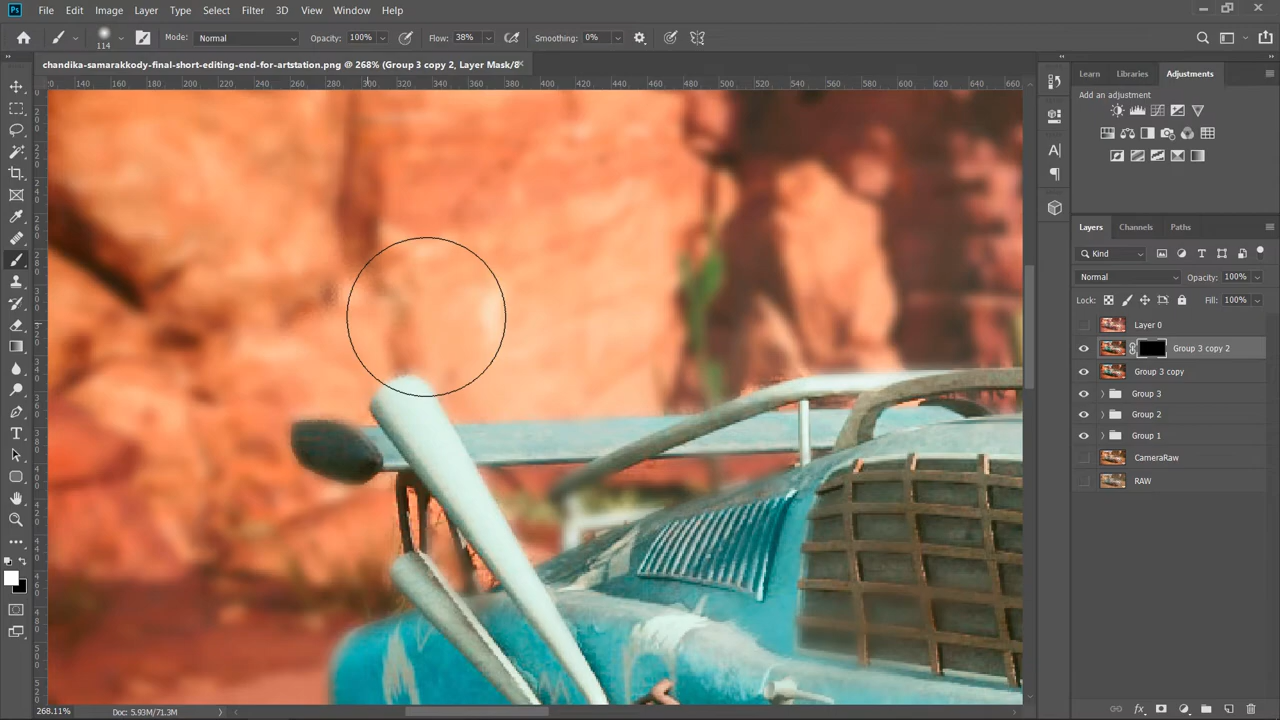 Ps File Edit Image Layer Type Select Filter 3D View Window Help
114 Mode: Normal Opacity: 100% Flow: 38% Smoothing: 0%
chandika-samarakkody-final-short-editing-end-for-artstation.png @ 268% (Group 3 copy 2, Layer Mask/8
20 140 160 180 200 220 240 260 280 300 320 340 360 380 400 420 440 460 480 500 520 540 560 580 600 620 640 660
Learn Libraries Adjustments
Add an adjustment
Layers Channels Paths
Kind
Normal Opacity: 100%
Lock: Fill: 100%
Layer 0
Group 3 copy 2
Group 3 copy
Group 3
Group 2
Group 1
CameraRaw
RAW
268.11% Doc: 5.93M/71.3M